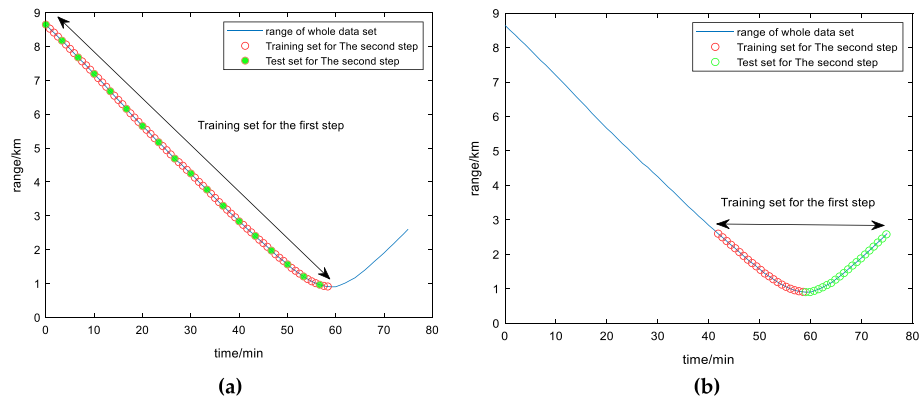 range of whole data set
Training set for The second step
Test set for The second step
Training set for the first step
range/km
9
8
7
6
5
4
3
2
1
0
0 10 20 30 40 50 60 70 80
time/min
(a)
range of whole data set
Training set for The second step
Test set for The second step
Training set for the first step
range/km
9
8
7
6
5
4
3
2
1
0
0 10 20 30 40 50 60 70 80
time/min
(b)